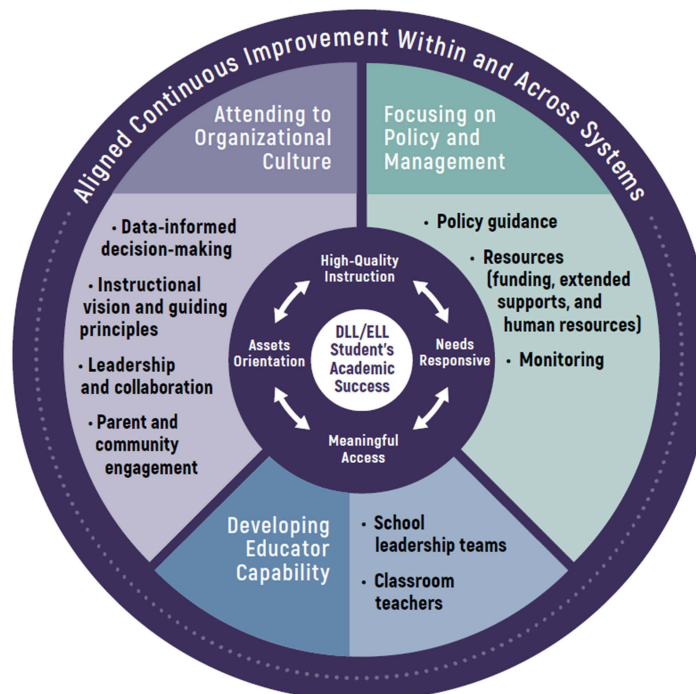 Aligned Continuous Improvement Within and Across Systems
Attending to
Organizational
Culture
• Data-informed
decision-making
• Instructional
vision and guiding
principles
• Leadership
and collaboration
• Parent and
community
engagement
Focusing on
Policy and
Management
• Policy guidance
• Resources
(funding, extended
supports, and
human resources)
• Monitoring
High-Quality
Instruction
Assets
Orientation
DLL/ELL
Student's
Academic
Success
Needs
Responsive
Meaningful
Access
Developing
Educator
Capability
• School
leadership teams
• Classroom
teachers